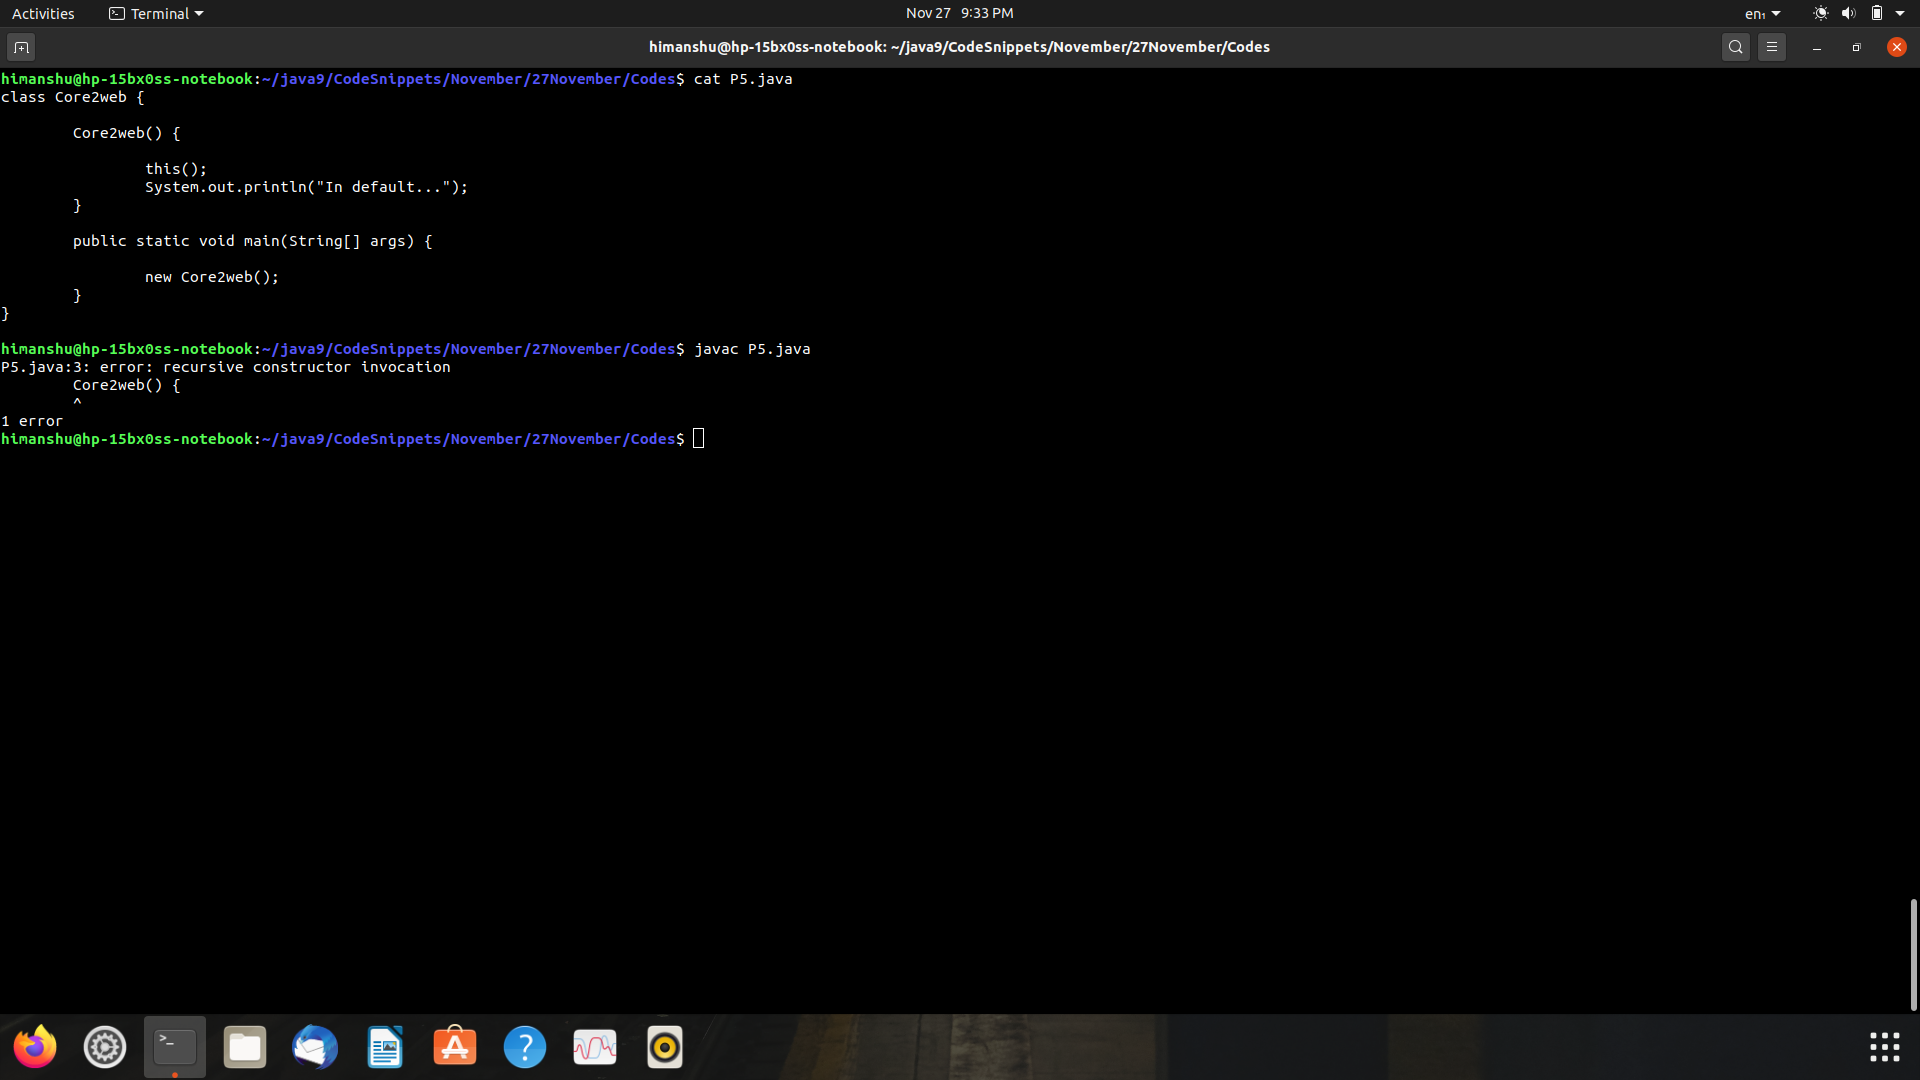 Activities Terminal Nov 27 9:33 PM en₁
himanshu@hp-15bx0ss-notebook: ~/java9/CodeSnippets/November/27November/Codes
himanshu@hp-15bx0ss-notebook:~/java9/CodeSnippets/November/27November/Codes$ cat P5.java
class Core2web {

        Core2web() {

                this();
                System.out.println("In default...");
        }

        public static void main(String[] args) {

                new Core2web();
        }
}

himanshu@hp-15bx0ss-notebook:~/java9/CodeSnippets/November/27November/Codes$ javac P5.java
P5.java:3: error: recursive constructor invocation
        Core2web() {
        ^
1 error
himanshu@hp-15bx0ss-notebook:~/java9/CodeSnippets/November/27November/Codes$